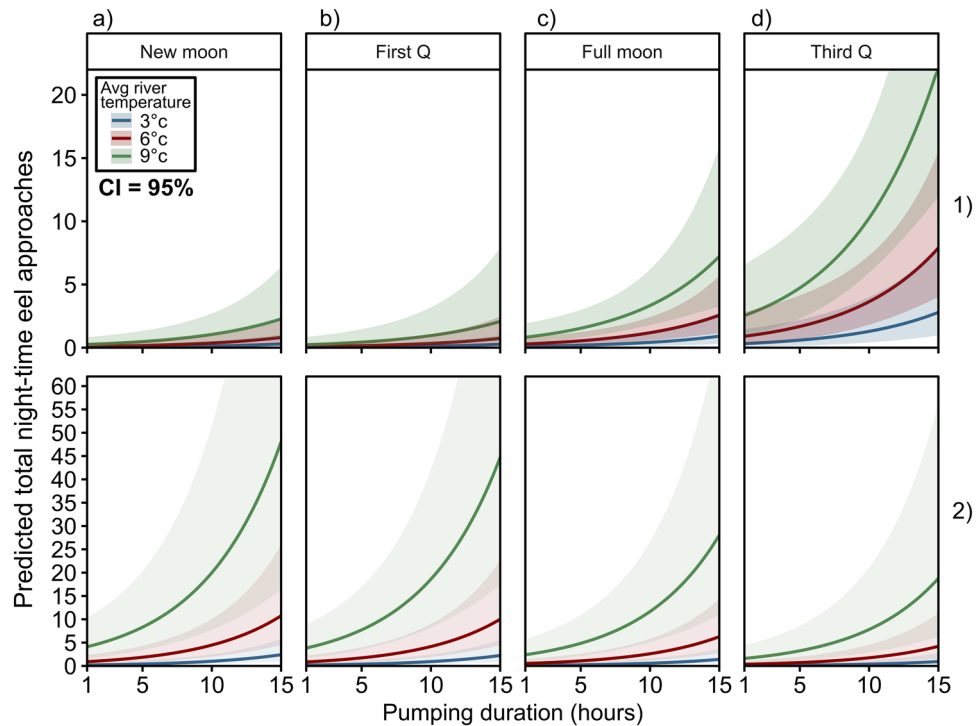 a) b) c) d)
New moon First Q Full moon Third Q
Avg river
temperature
3°c
6°c
9°c
CI = 95%
20
15
10
5
0
1)
60
55
50
45
40
35
30
25
20
15
10
5
0
2)
1 5 10 15 1 5 10 15 1 5 10 15 1 5 10 15
Predicted total night-time eel approaches
Pumping duration (hours)